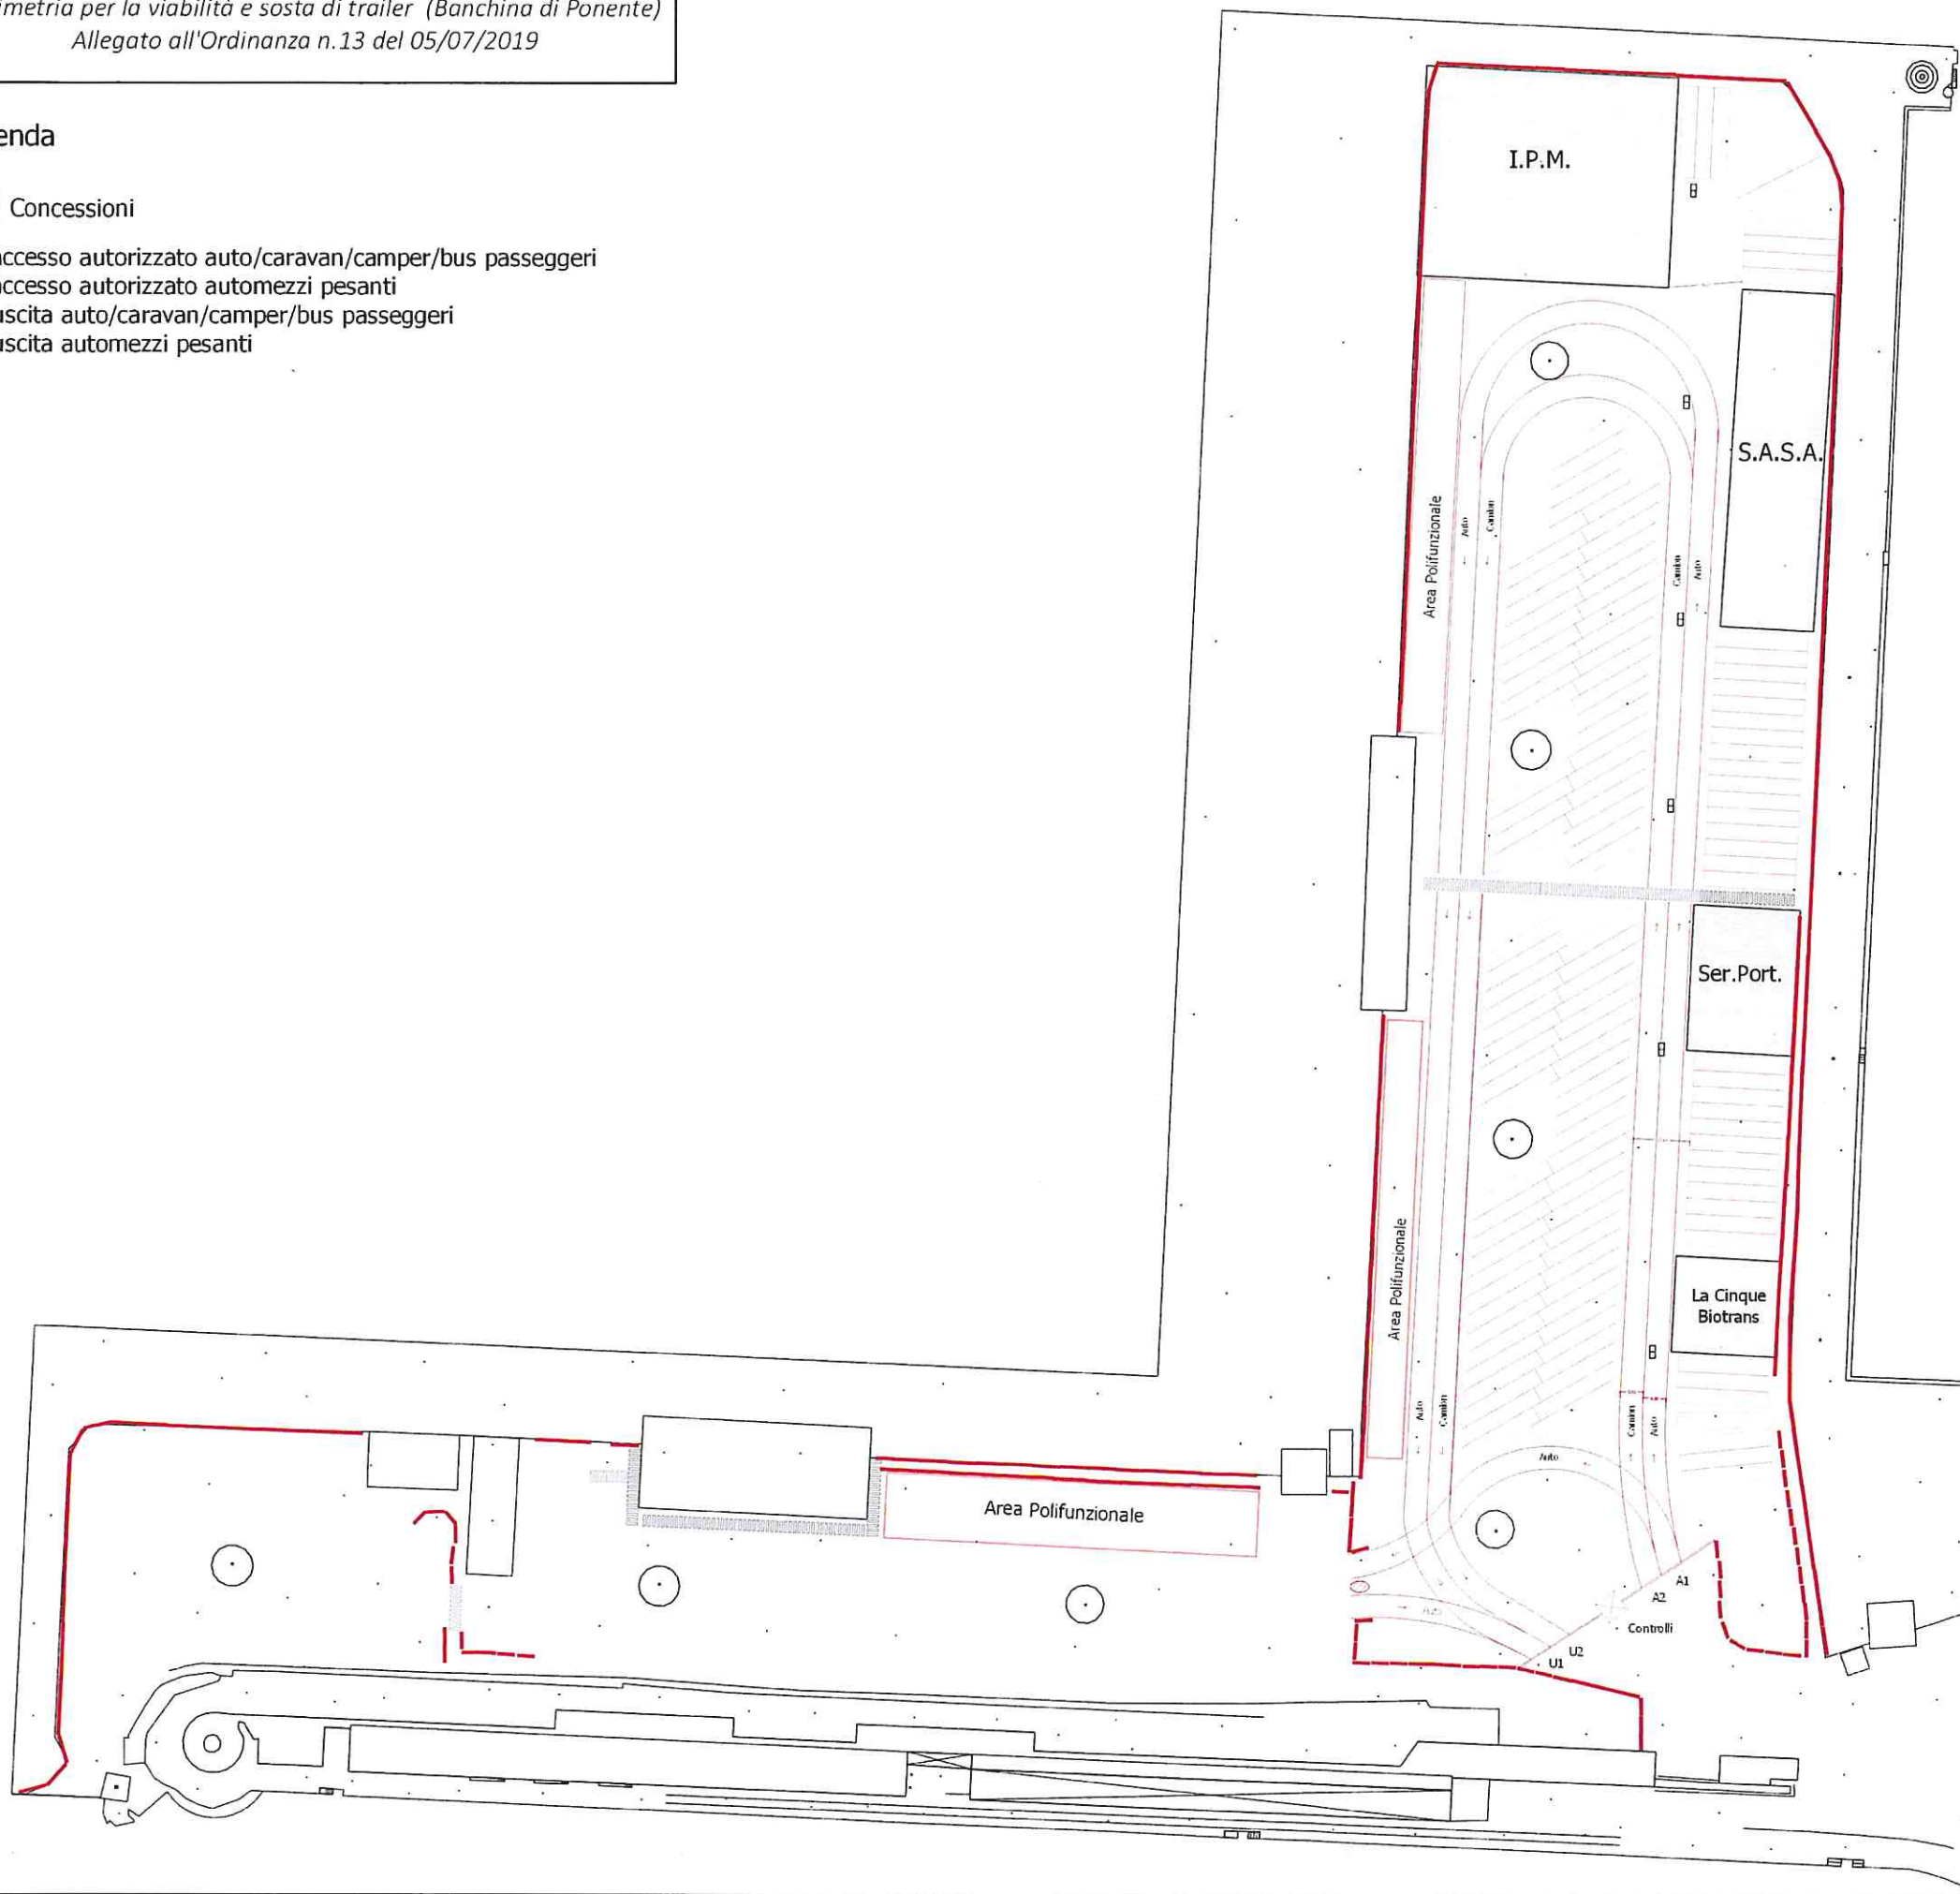 imetria per la viabilità e sosta di trailer (Banchina di Ponente)
Allegato all'Ordinanza n.13 del 05/07/2019
enda
Concessioni
accesso autorizzato auto/caravan/camper/bus passeggeri
accesso autorizzato automezzi pesanti
uscita auto/caravan/camper/bus passeggeri
uscita automezzi pesanti
I.P.M.
S.A.S.A.
Area Polifunzionale
Auto
Camion
Camion
Auto
Ser.Port.
Area Polifunzionale
La Cinque
Biotrans
Auto
Camion
Camion
Auto
Auto
Area Polifunzionale
A1
A2
Controlli
U2
U1